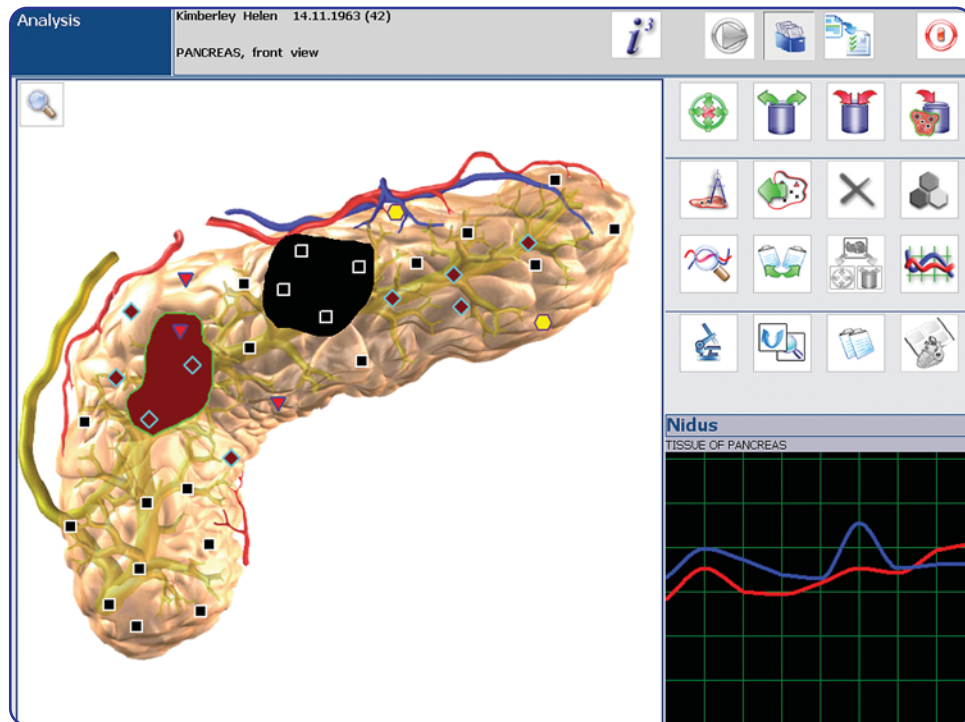 Analysis
Kimberley Helen 14.11.1963 (42)
PANCREAS, front view
i3
Nidus
TISSUE OF PANCREAS